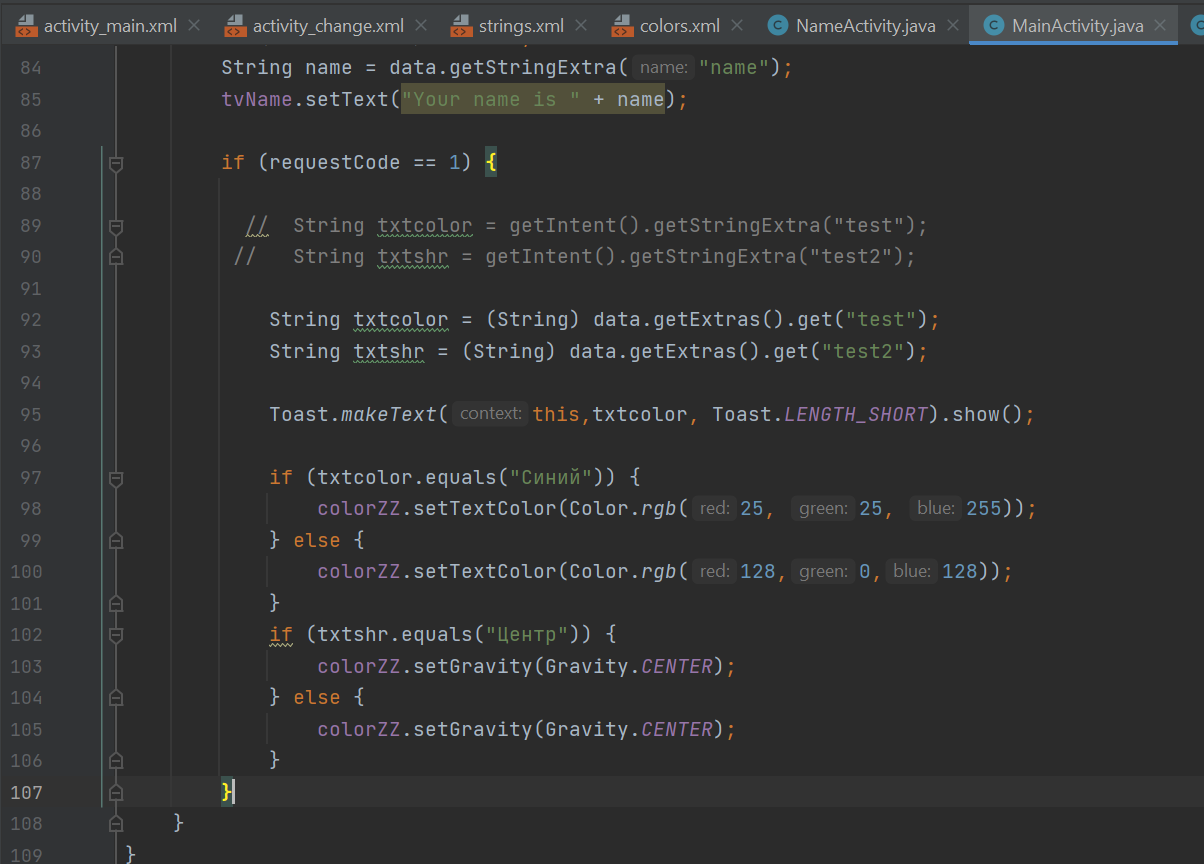 activity_main.xml activity_change.xml strings.xml colors.xml NameActivity.java MainActivity.java
84 String name = data.getStringExtra( name: "name");
85 tvName.setText("Your name is " + name);
86
87 if (requestCode == 1) {
88
89 // String txtcolor = getIntent().getStringExtra("test");
90 // String txtshr = getIntent().getStringExtra("test2");
91
92 String txtcolor = (String) data.getExtras().get("test");
93 String txtshr = (String) data.getExtras().get("test2");
94
95 Toast.makeText( context: this,txtcolor, Toast.LENGTH_SHORT).show();
96
97 if (txtcolor.equals("Синий")) {
98 colorZZ.setTextColor(Color.rgb( red: 25, green: 25, blue: 255));
99 } else {
100 colorZZ.setTextColor(Color.rgb( red: 128, green: 0, blue: 128));
101 }
102 if (txtshr.equals("Центр")) {
103 colorZZ.setGravity(Gravity.CENTER);
104 } else {
105 colorZZ.setGravity(Gravity.CENTER);
106 }
107 }
108 }
109 }